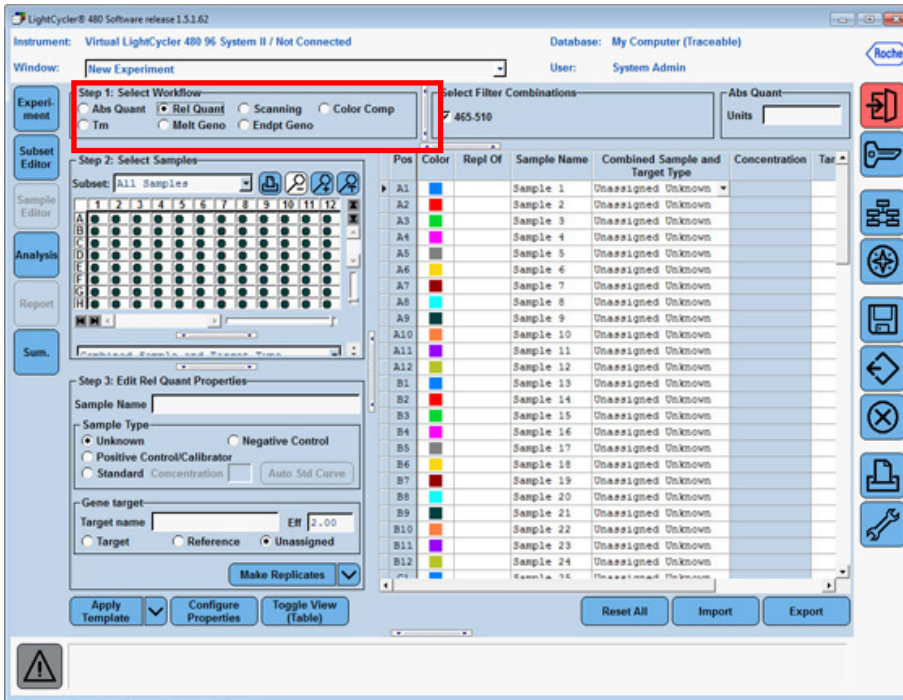 LightCycler® 480 Software release 1.5.1.62
Instrument: Virtual LightCycler 480 96 System II / Not Connected Database: My Computer (Traceable)
Window: New Experiment User: System Admin
Roche
Experi-
ment
Subset
Editor
Sample
Editor
Analysis
Report
Sum.
Step 1: Select Workflow
Abs Quant Rel Quant Scanning Color Comp
Tm Melt Geno Endpt Geno
Select Filter Combinations
465-510
Abs Quant
Units
Step 2: Select Samples
Subset: All Samples
1 2 3 4 5 6 7 8 9 10 11 12
A
B
C
D
E
F
G
H
Combined Sample and Target Type
Step 3: Edit Rel Quant Properties
Sample Name
Sample Type
Unknown Negative Control
Positive Control/Calibrator
Standard Concentration Auto Std Curve
Gene target
Target name Eff 2.00
Target Reference Unassigned
Make Replicates
Apply
Template
Configure
Properties
Toggle View
(Table)
Pos Color Repl Of Sample Name Combined Sample and Target Type Concentration Tar
A1 Sample 1 Unassigned Unknown
A2 Sample 2 Unassigned Unknown
A3 Sample 3 Unassigned Unknown
A4 Sample 4 Unassigned Unknown
A5 Sample 5 Unassigned Unknown
A6 Sample 6 Unassigned Unknown
A7 Sample 7 Unassigned Unknown
A8 Sample 8 Unassigned Unknown
A9 Sample 9 Unassigned Unknown
A10 Sample 10 Unassigned Unknown
A11 Sample 11 Unassigned Unknown
A12 Sample 12 Unassigned Unknown
B1 Sample 13 Unassigned Unknown
B2 Sample 14 Unassigned Unknown
B3 Sample 15 Unassigned Unknown
B4 Sample 16 Unassigned Unknown
B5 Sample 17 Unassigned Unknown
B6 Sample 18 Unassigned Unknown
B7 Sample 19 Unassigned Unknown
B8 Sample 20 Unassigned Unknown
B9 Sample 21 Unassigned Unknown
B10 Sample 22 Unassigned Unknown
B11 Sample 23 Unassigned Unknown
B12 Sample 24 Unassigned Unknown
C1 Sample 25 Unassigned Unknown
Reset All Import Export